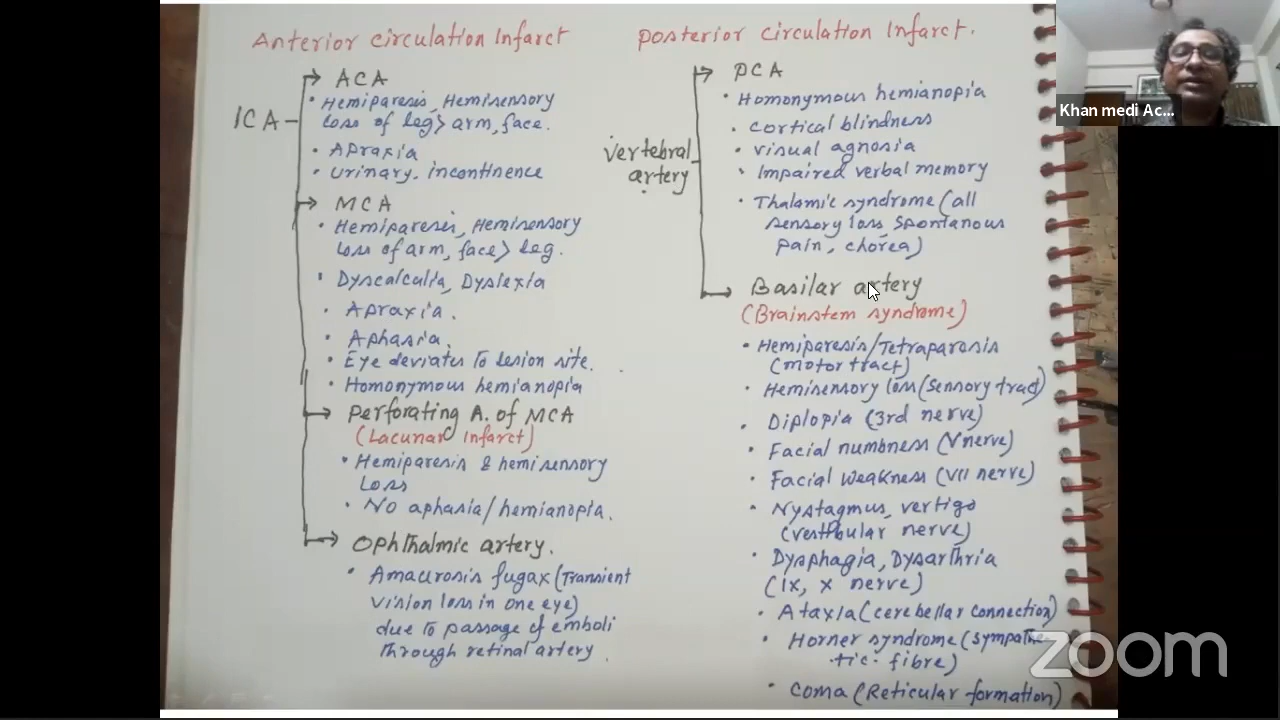 Anterior circulation Infarct
ICA
ACA
• Hemiparesis, Hemisensory
loss of leg > arm, face.
• Apraxia
• Urinary incontinence
MCA
• Hemiparesis, Hemisensory
loss of arm, face > leg.
• Dyscalculia, Dyslexia
• Apraxia.
• Aphasia.
• Eye deviates to lesion site.
• Homonymous hemianopia
Perforating A. of MCA
(Lacunar Infarct)
• Hemiparesis & hemisensory
Loss
• No aphasia/hemianopia.
Ophthalmic artery.
• Amaurosis fugax (Transient
vision loss in one eye)
due to passage of emboli
through retinal artery.
Posterior circulation Infarct.
Vertebral
artery
PCA
• Homonymous hemianopia
• Cortical blindness
• Visual agnosia
• Impaired verbal memory
• Thalamic syndrome (all
sensory loss, spontanous
pain, chorea)
Basilar artery
(Brainstem syndrome)
• Hemiparesis/Tetraparesis
(motor tract)
• Hemisensory loss (sensory tract)
• Diplopia (3rd nerve)
• Facial numbness (V nerve)
• Facial weakness (VII nerve)
• Nystagmus, vertigo
(vestibular nerve)
• Dysphagia, Dysarthria
(IX, X nerve)
• Ataxia (cerebellar connection)
• Horner syndrome (sympathe
tic fibre)
• Coma (Reticular formation)
Khan medi Ac...
zoom